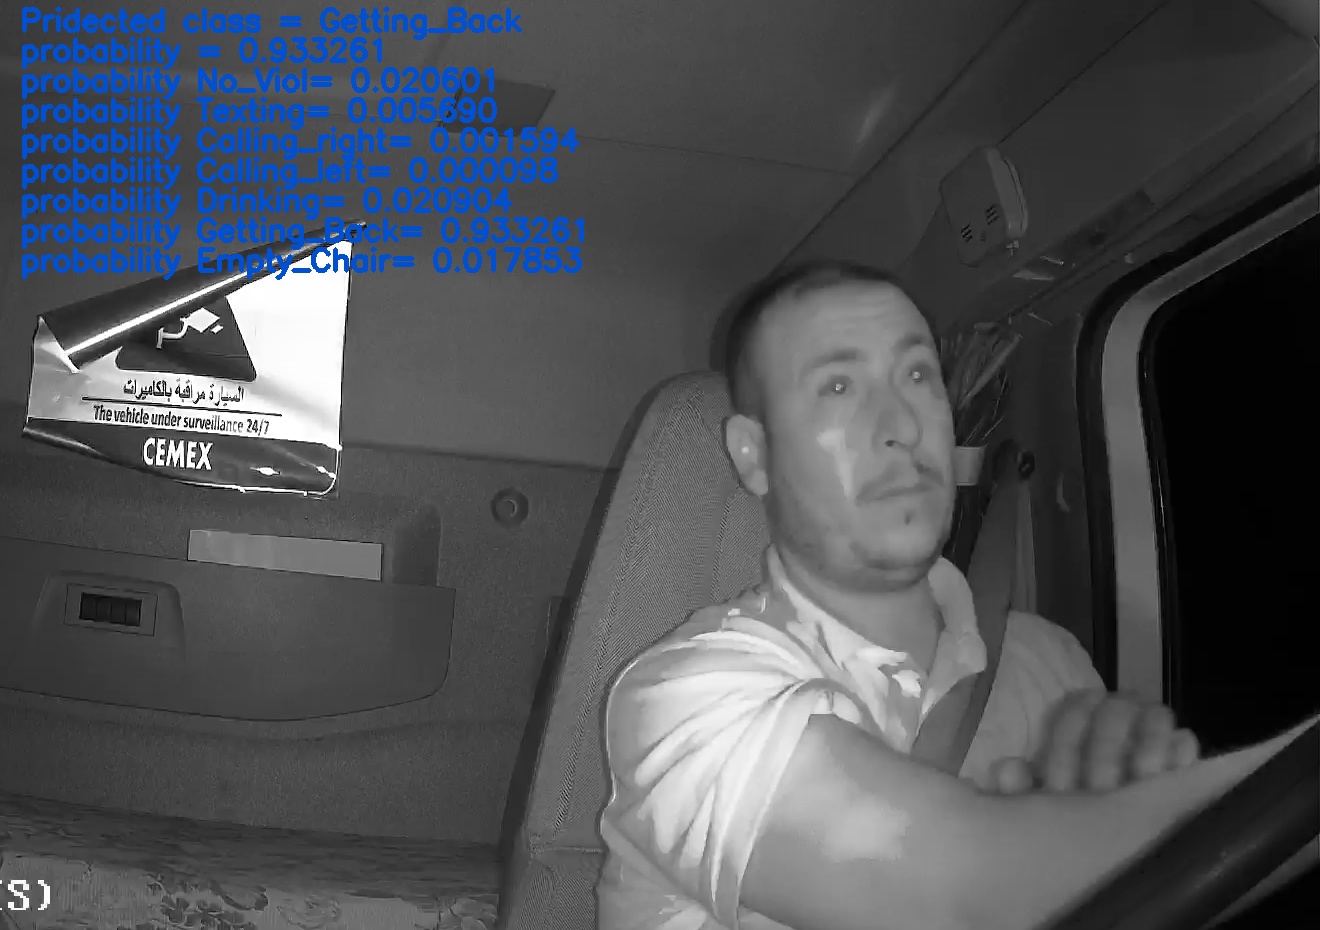 Pridected class = Getting_Back
probability = 0.933261
probability No_Viol= 0.020601
probability Texting= 0.005690
probability Calling_right= 0.001594
probability Calling_left= 0.000098
probability Drinking= 0.020904
probability Getting_Back= 0.933261
probability Empty_Chair= 0.017853
السيارة مراقبة بالكاميرات
The vehicle under surveillance 24/7
CEMEX
(S)